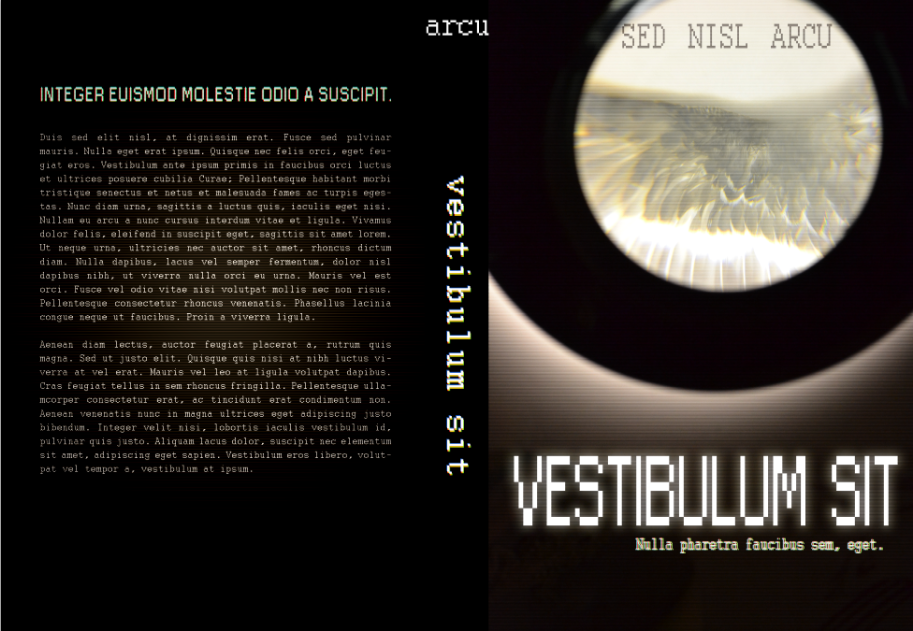 arcu
INTEGER EUISMOD MOLESTIE ODIO A SUSCIPIT.
Duis sed elit nisl, at dignissim erat. Fusce sed pulvinar
mauris. Nulla eget erat ipsum. Quisque nec felis orci, eget feu-
giat eros. Vestibulum ante ipsum primis in faucibus orci luctus
et ultrices posuere cubilia Curae; Pellentesque habitant morbi
tristique senectus et netus et malesuada fames ac turpis eges-
tas. Nunc diam urna, sagittis a luctus quis, iaculis eget nisi.
Nullam eu arcu a nunc cursus interdum vitae et ligula. Vivamus
dolor felis, eleifend in suscipit eget, sagittis sit amet lorem.
Ut neque urna, ultricies nec auctor sit amet, rhoncus dictum
diam. Nulla dapibus, lacus vel semper fermentum, dolor nisl
dapibus nibh, ut viverra nulla orci eu urna. Mauris vel est
orci. Fusce vel odio vitae nisi volutpat mollis nec non risus.
Pellentesque consectetur rhoncus venenatis. Phasellus lacinia
congue neque ut faucibus. Proin a viverra ligula.
Aenean diam lectus, auctor feugiat placerat a, rutrum quis
magna. Sed ut justo elit. Quisque quis nisi at nibh luctus vi-
verra at vel erat. Mauris vel leo at ligula volutpat dapibus.
Cras feugiat tellus in sem rhoncus fringilla. Pellentesque ulla-
mcorper consectetur erat, ac tincidunt erat condimentum non.
Aenean venenatis nunc in magna ultrices eget adipiscing justo
bibendum. Integer velit nisi, lobortis iaculis vestibulum id,
pulvinar quis justo. Aliquam lacus dolor, suscipit nec elementum
sit amet, adipiscing eget sapien. Vestibulum eros libero, volut-
pat vel tempor a, vestibulum at ipsum.
vestibulum sit
SED NISL ARCU
VESTIBULUM SIT
Nulla pharetra faucibus sem, eget.